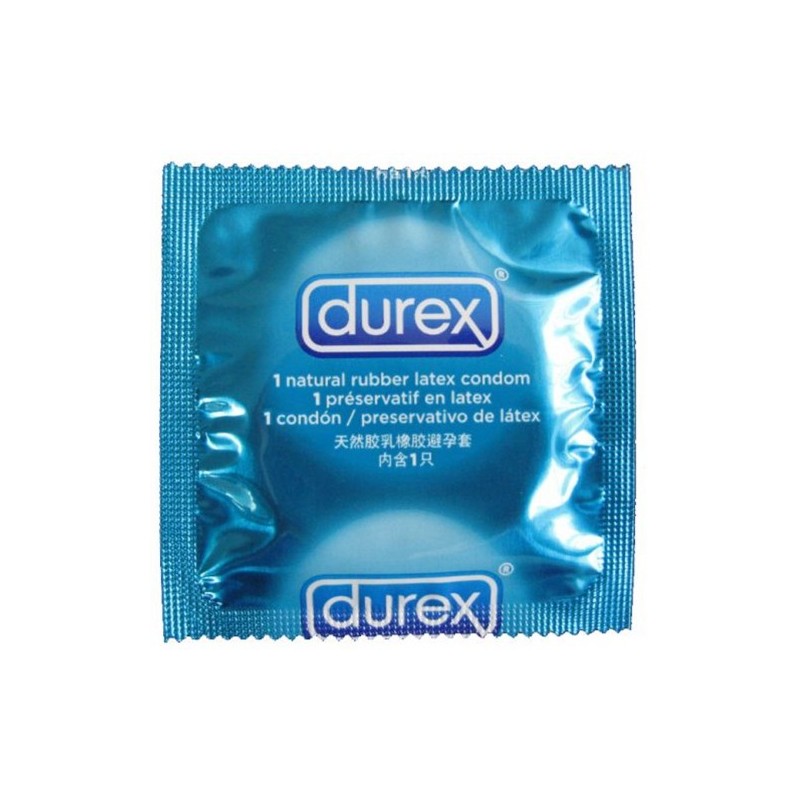 durex®
1 natural rubber latex condom
1 préservatif en latex
1 condón / preservativo de látex
天然胶乳橡胶避孕套
内含1只
durex®